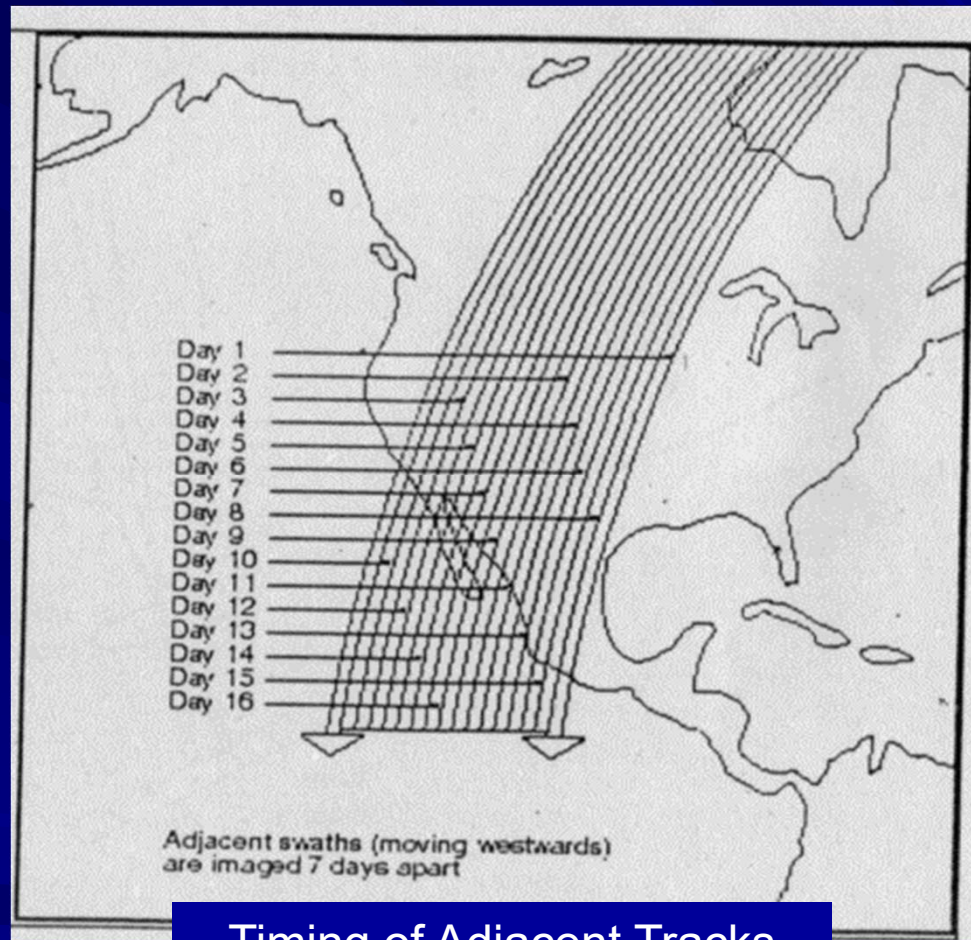 Day 1
Day 2
Day 3
Day 4
Day 5
Day 6
Day 7
Day 8
Day 9
Day 10
Day 11
Day 12
Day 13
Day 14
Day 15
Day 16
Adjacent swaths (moving westwards)
are imaged 7 days apart
Timing of Adjacent Tracks